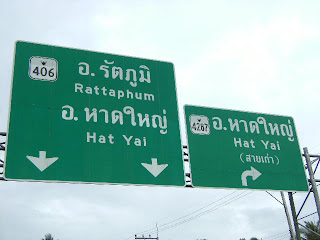 406
อ.รัตภูมิ
Rattaphum
อ.หาดใหญ่
Hat Yai
4287
อ.หาดใหญ่
Hat Yai
(สายเก่า)